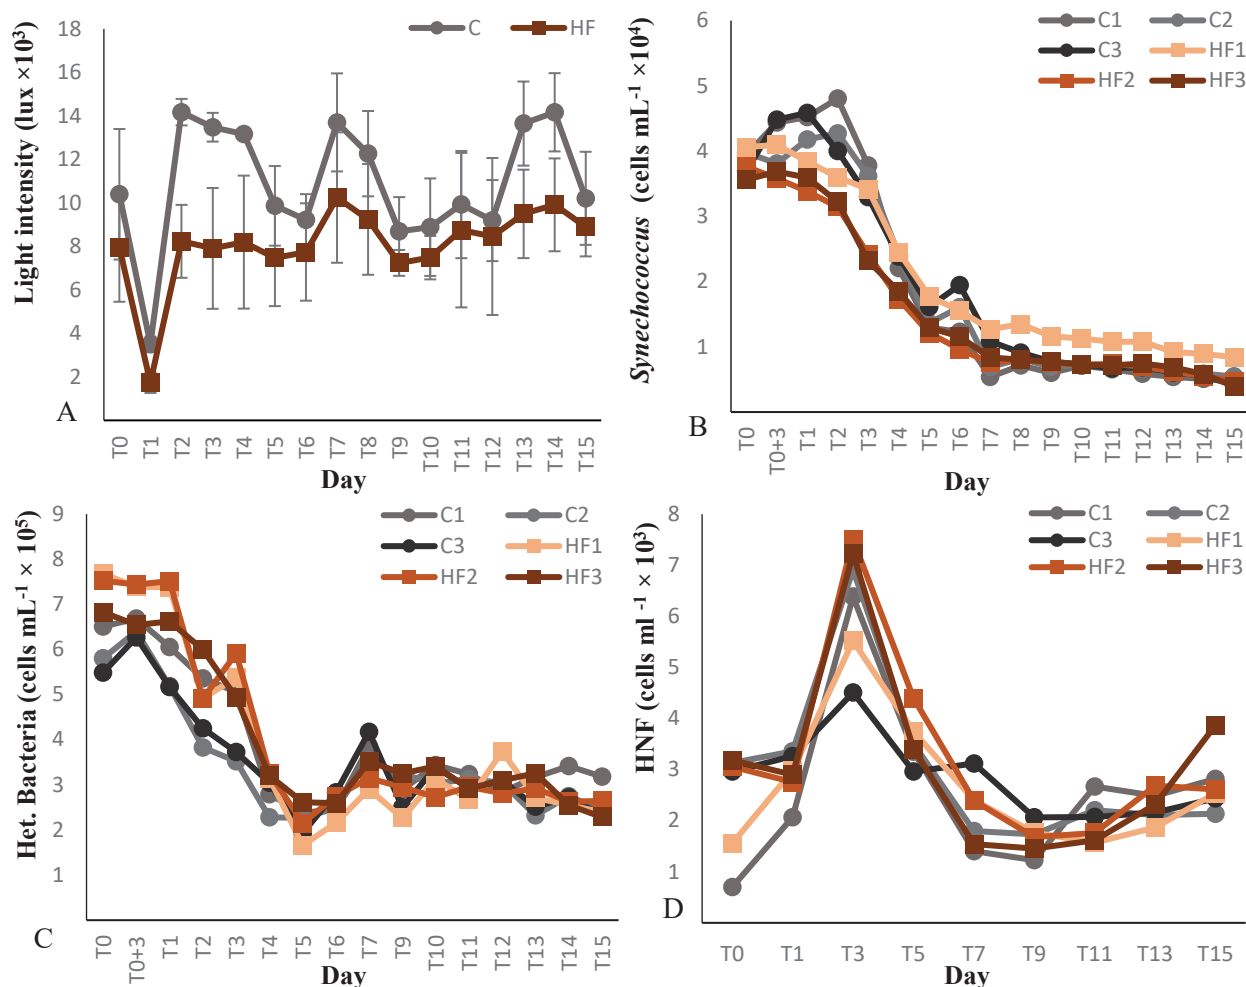 Light intensity (lux ×10³)
C HF
18
16
14
12
10
8
6
4
2
T0 T1 T2 T3 T4 T5 T6 T7 T8 T9 T10 T11 T12 T13 T14 T15
Day
A
Synechococcus (cells mL⁻¹ ×10⁴)
C1 C2
C3 HF1
HF2 HF3
6
5
4
3
2
1
T0 T0+3 T1 T2 T3 T4 T5 T6 T7 T8 T9 T10 T11 T12 T13 T14 T15
Day
B
Het. Bacteria (cells mL⁻¹ × 10⁵)
C1 C2
C3 HF1
HF2 HF3
9
8
7
6
5
4
3
2
1
T0 T0+3 T1 T2 T3 T4 T5 T6 T7 T9 T10 T11 T12 T13 T14 T15
Day
C
HNF (cells ml ⁻¹ × 10³)
C1 C2
C3 HF1
HF2 HF3
8
7
6
5
4
3
2
1
T0 T1 T3 T5 T7 T9 T11 T13 T15
Day
D